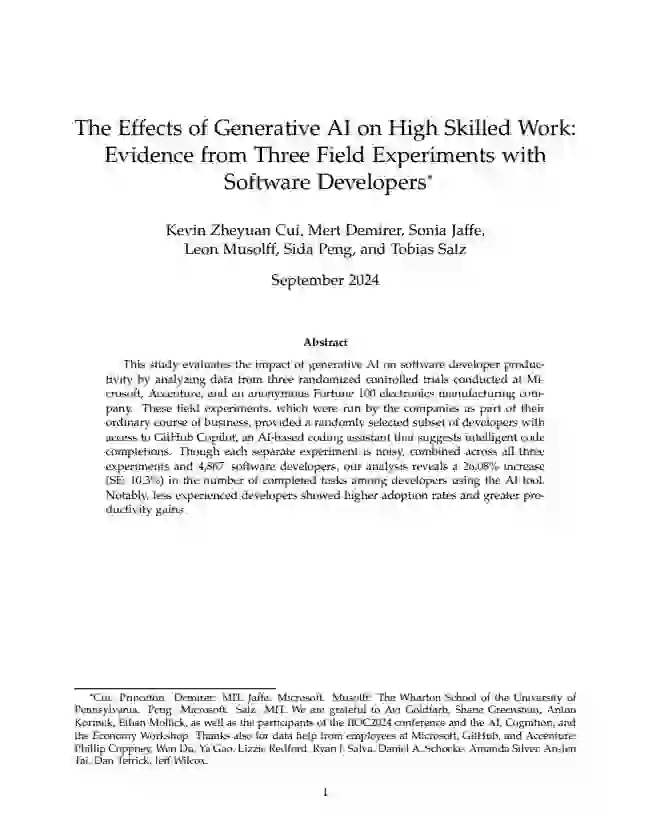 The Effects of Generative AI on High Skilled Work:
Evidence from Three Field Experiments with
Software Developers*
Kevin Zheyuan Cui, Mert Demirer, Sonia Jaffe,
Leon Musolff, Sida Peng, and Tobias Salz
September 2024
Abstract
This study evaluates the impact of generative AI on software developer produc-
tivity by analyzing data from three randomized controlled trials conducted at Mi-
crosoft, Accenture, and an anonymous Fortune 100 electronics manufacturing com-
pany. These field experiments, which were run by the companies as part of their
ordinary course of business, provided a randomly selected subset of developers with
access to GitHub Copilot, an AI-based coding assistant that suggests intelligent code
completions. Though each separate experiment is noisy, combined across all three
experiments and 4,867 software developers, our analysis reveals a 26.08% increase
(SE: 10.3%) in the number of completed tasks among developers using the AI tool.
Notably, less experienced developers showed higher adoption rates and greater pro-
ductivity gains.
*Cui: Princeton. Demirer: MIT. Jaffe: Microsoft. Musolff: The Wharton School of the University of
Pennsylvania. Peng: Microsoft. Salz: MIT. We are grateful to Avi Goldfarb, Shane Greenstein, Anton
Korinek, Ethan Mollick, as well as the participants of the conference and the AI, Cognition, and
the Economy Workshop. Thanks also for data help from employees at Microsoft, GitHub, and Accenture:
Phillip Coppney, Wen Du, Ya Gao, Lizzie Redford, Ryan J. Salva, Daniel A. Schocke, Amanda Silver, An-Jen
Tai, Dan Tetrick, Jeff Wilcox.
1